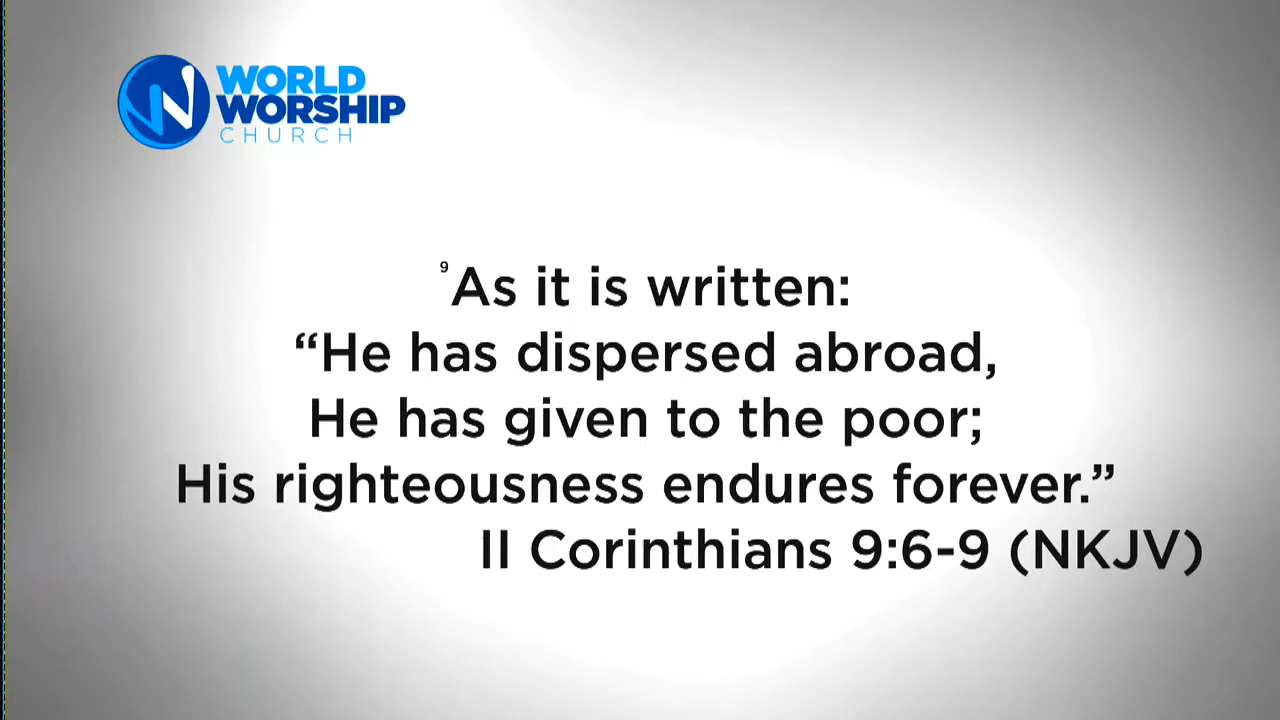 WORLD
WORSHIP
CHURCH
9As it is written:
“He has dispersed abroad,
He has given to the poor;
His righteousness endures forever.”
II Corinthians 9:6-9 (NKJV)